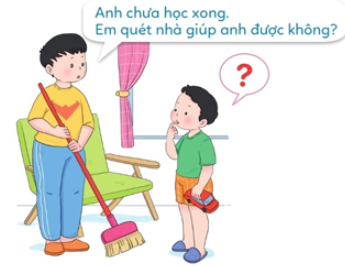 Anh chưa học xong.
Em quét nhà giúp anh được không?
?